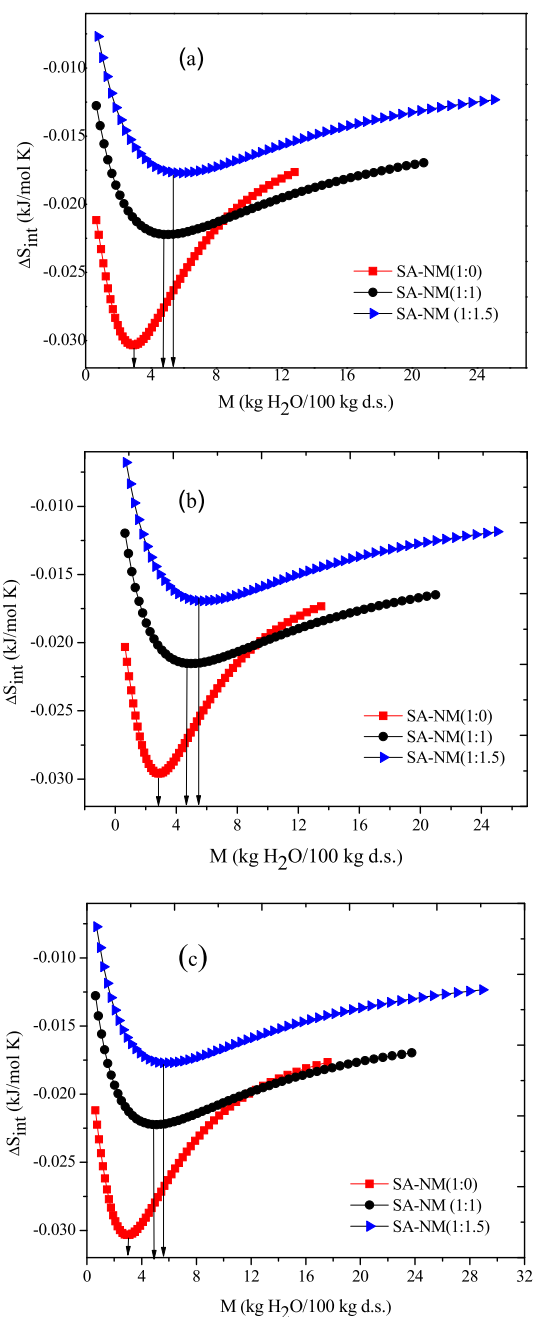 (a)
-0.010
-0.015
-0.020
-0.025
-0.030
ΔS_int (kJ/mol K)
SA-NM(1:0)
SA-NM(1:1)
SA-NM (1:1.5)
0 4 8 12 16 20 24
M (kg H2O/100 kg d.s.)
(b)
-0.010
-0.015
-0.020
-0.025
-0.030
ΔS_int (kJ/mol K)
SA-NM(1:0)
SA-NM(1:1)
SA-NM(1:1.5)
0 4 8 12 16 20 24
M (kg H2O/100 kg d.s.)
(c)
-0.010
-0.015
-0.020
-0.025
-0.030
ΔS_int (kJ/mol K)
SA-NM(1:0)
SA-NM (1:1)
SA-NM(1:1.5)
0 4 8 12 16 20 24 28 32
M (kg H2O/100 kg d.s.)